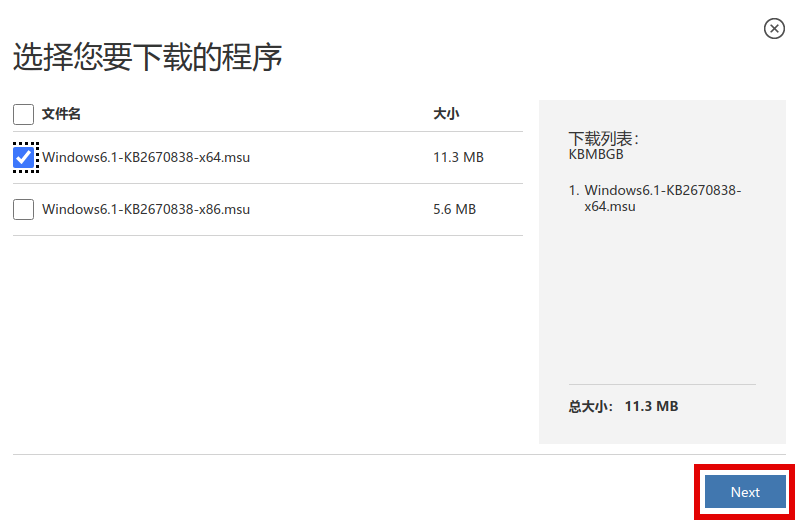 选择您要下载的程序
文件名 大小
Windows6.1-KB2670838-x64.msu 11.3 MB
Windows6.1-KB2670838-x86.msu 5.6 MB
下载列表：
KBMBGB
1. Windows6.1-KB2670838-
x64.msu
总大小： 11.3 MB
Next